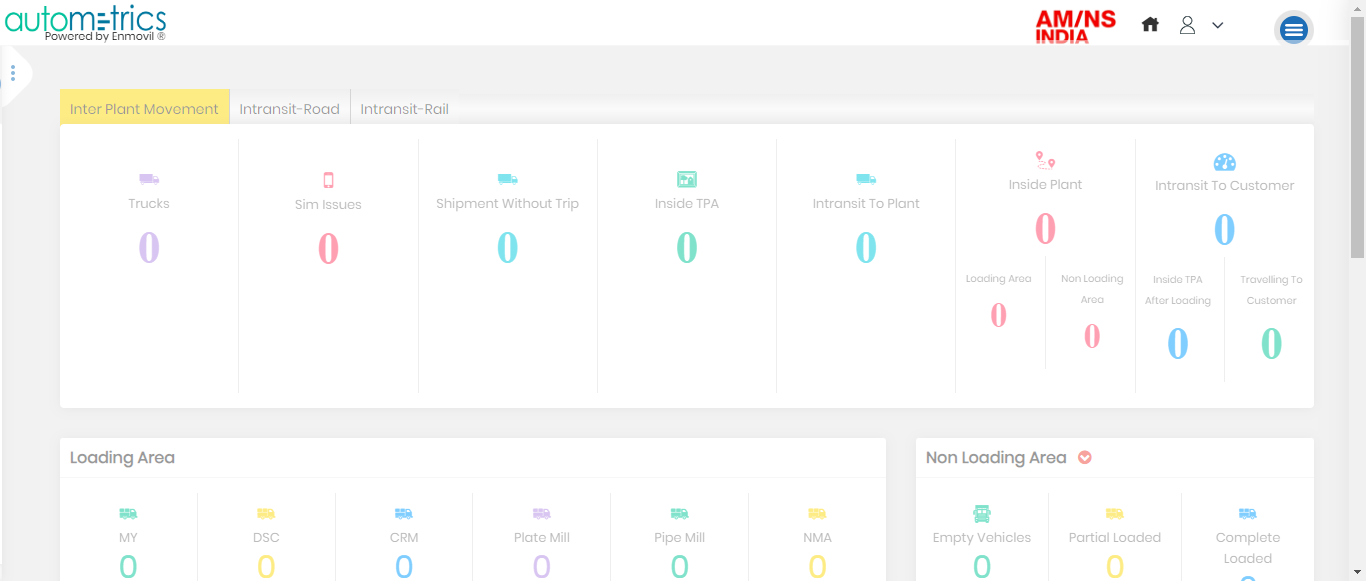 autometrics
Powered by Enmovil ®
AM/NS
INDIA
Inter Plant Movement
Intransit-Road
Intransit-Rail
Trucks
0
Sim Issues
0
Shipment Without Trip
0
Inside TPA
0
Intransit To Plant
0
Inside Plant
0
Loading Area
0
Non Loading
Area
0
Intransit To Customer
0
Inside TPA
After Loading
0
Travelling To
Customer
0
Loading Area
MY
0
DSC
0
CRM
0
Plate Mill
0
Pipe Mill
0
NMA
0
Non Loading Area
Empty Vehicles
0
Partial Loaded
0
Complete
Loaded